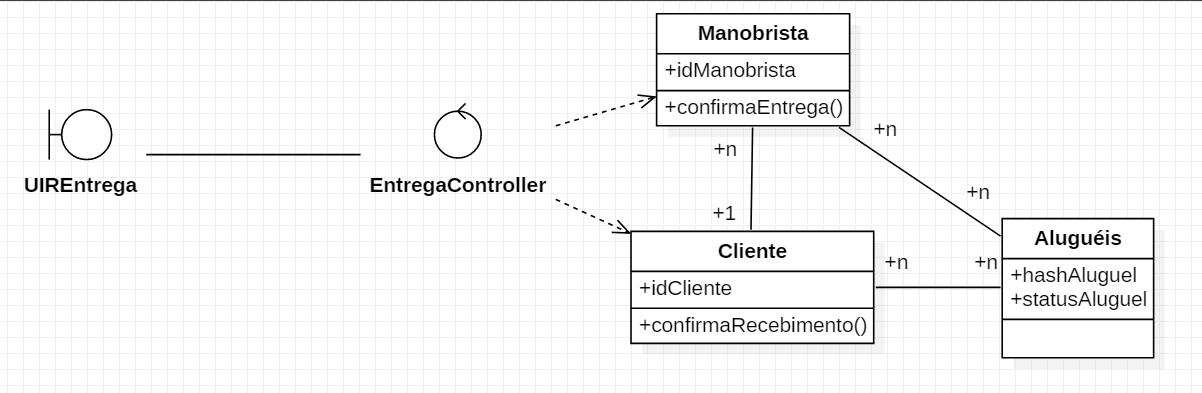 Manobrista
+idManobrista
+confirmaEntrega()
UIREntrega
EntregaController
+n
+n
+1
+n
Cliente
+idCliente
+confirmaRecebimento()
+n
+n
Aluguéis
+hashAluguel
+statusAluguel